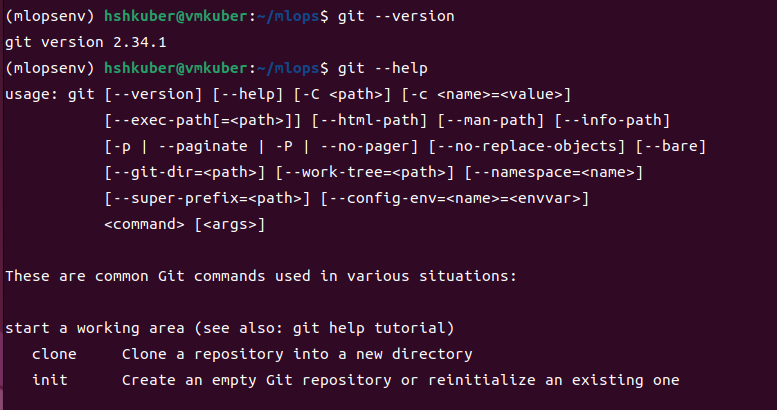 (mlopsenv) hshkuber@vmkuber:~/mlops$ git --version
git version 2.34.1
(mlopsenv) hshkuber@vmkuber:~/mlops$ git --help
usage: git [--version] [--help] [-C <path>] [-c <name>=<value>]
           [--exec-path[=<path>]] [--html-path] [--man-path] [--info-path]
           [-p | --paginate | -P | --no-pager] [--no-replace-objects] [--bare]
           [--git-dir=<path>] [--work-tree=<path>] [--namespace=<name>]
           [--super-prefix=<path>] [--config-env=<name>=<envvar>]
           <command> [<args>]

These are common Git commands used in various situations:

start a working area (see also: git help tutorial)
   clone     Clone a repository into a new directory
   init      Create an empty Git repository or reinitialize an existing one